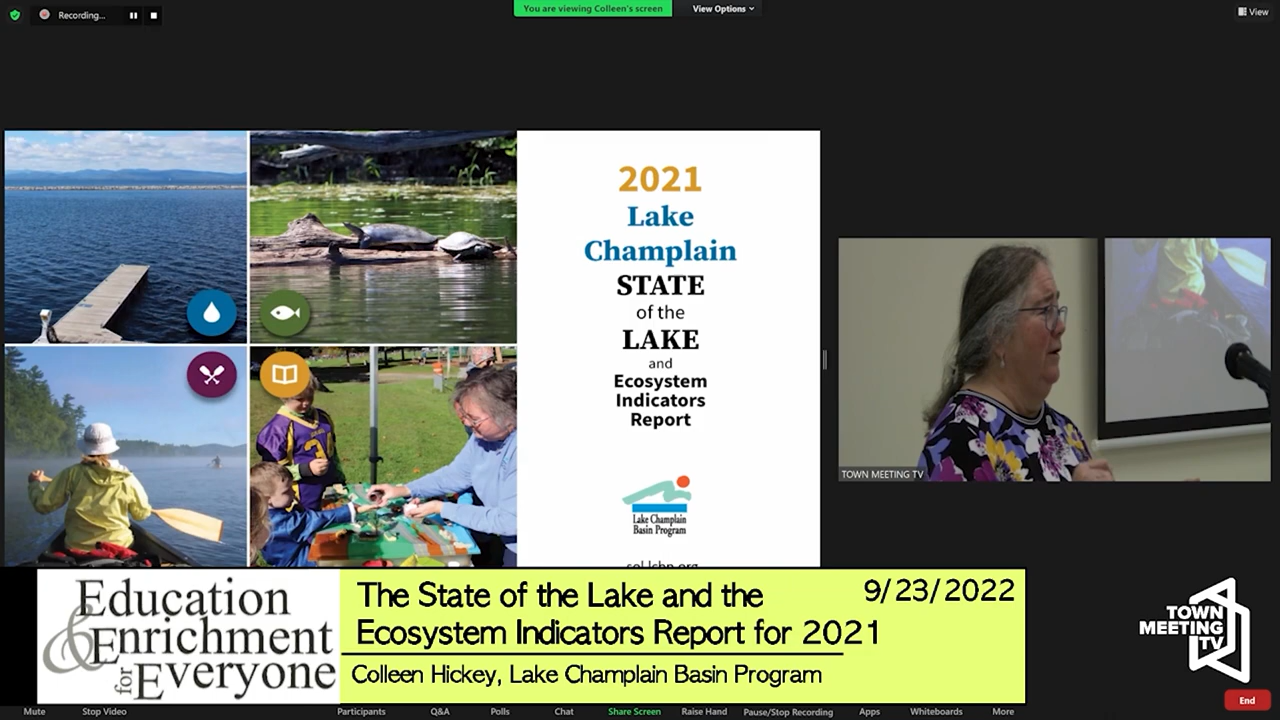 Recording...
You are viewing Colleen's screen
View Options
View
2021
Lake
Champlain
STATE
of the
LAKE
and
Ecosystem
Indicators
Report
Lake Champlain
Basin Program
sol.lcbp.org
TOWN MEETING TV
Education
& Enrichment
for Everyone
The State of the Lake and the
Ecosystem Indicators Report for 2021
9/23/2022
Colleen Hickey, Lake Champlain Basin Program
TOWN
MEETING
TV
End
Mute
Stop Video
Participants
Q&A
Polls
Chat
Share Screen
Raise Hand
Pause/Stop Recording
Apps
Whiteboards
More